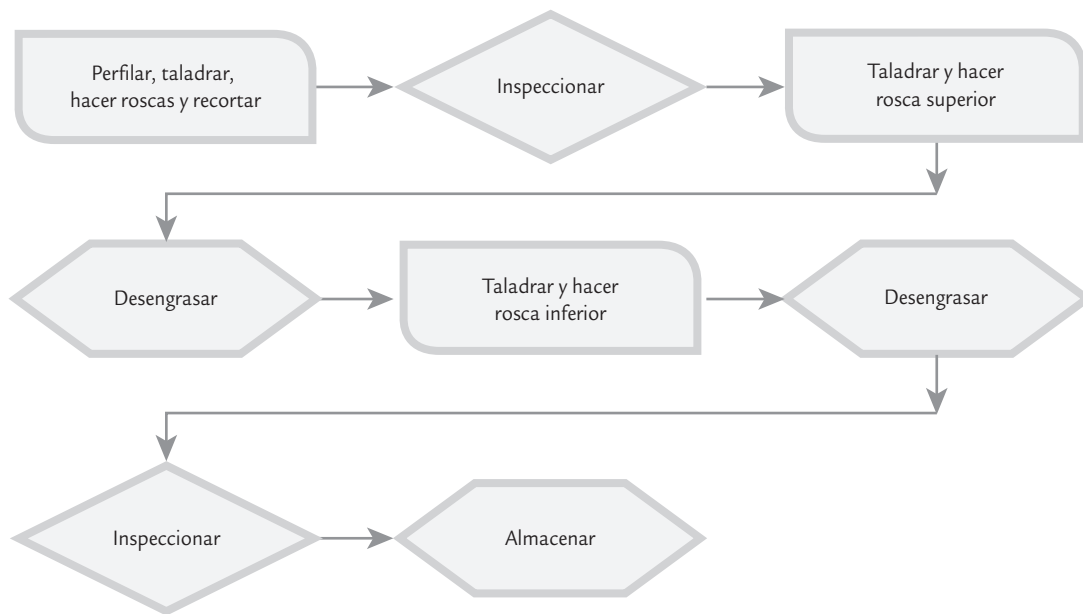 Perfilar, taladrar,
hacer roscas y recortar
Inspeccionar
Taladrar y hacer
rosca superior
Desengrasar
Taladrar y hacer
rosca inferior
Desengrasar
Inspeccionar
Almacenar